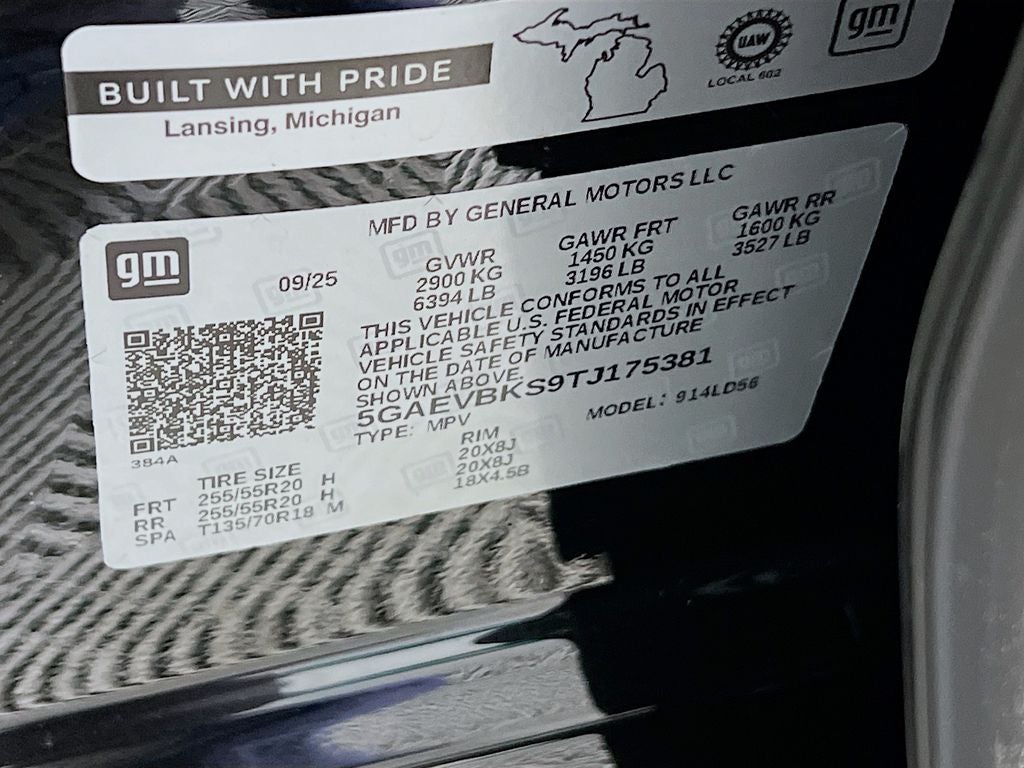 BUILT WITH PRIDE
Lansing, Michigan
UAW
LOCAL 602
gm
MFD BY GENERAL MOTORS LLC
gm
09/25
GVWR
2900 KG
6394 LB
GAWR FRT
1450 KG
3196 LB
GAWR RR
1600 KG
3527 LB
THIS VEHICLE CONFORMS TO ALL
APPLICABLE U.S. FEDERAL MOTOR
VEHICLE SAFETY STANDARDS IN EFFECT
ON THE DATE OF MANUFACTURE
SHOWN ABOVE.
5GAEVBKS9TJ175381
TYPE: MPV
MODEL: 914LD56
384A
TIRE SIZE RIM
FRT 255/55R20 H 20X8J
RR 255/55R20 H 20X8J
SPA T135/70R18 M 18X4.5B